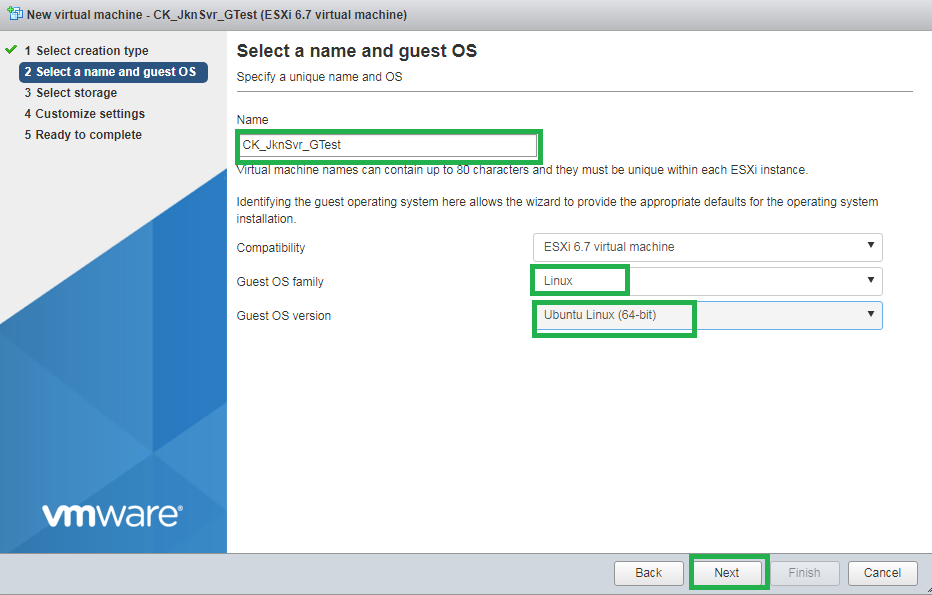 New virtual machine - CK_JknSvr_GTest (ESXi 6.7 virtual machine)
1 Select creation type
2 Select a name and guest OS
3 Select storage
4 Customize settings
5 Ready to complete
vmware®
Select a name and guest OS
Specify a unique name and OS
Name
CK_JknSvr_GTest
Virtual machine names can contain up to 80 characters and they must be unique within each ESXi instance.
Identifying the guest operating system here allows the wizard to provide the appropriate defaults for the operating system
installation.
Compatibility ESXi 6.7 virtual machine
Guest OS family Linux
Guest OS version Ubuntu Linux (64-bit)
Back Next Finish Cancel